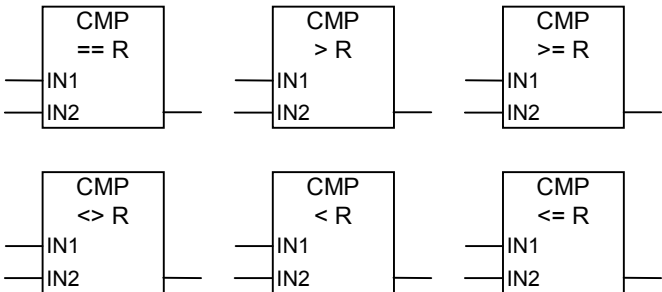 CMP
== R
IN1
IN2
CMP
> R
IN1
IN2
CMP
>= R
IN1
IN2
CMP
<> R
IN1
IN2
CMP
< R
IN1
IN2
CMP
<= R
IN1
IN2